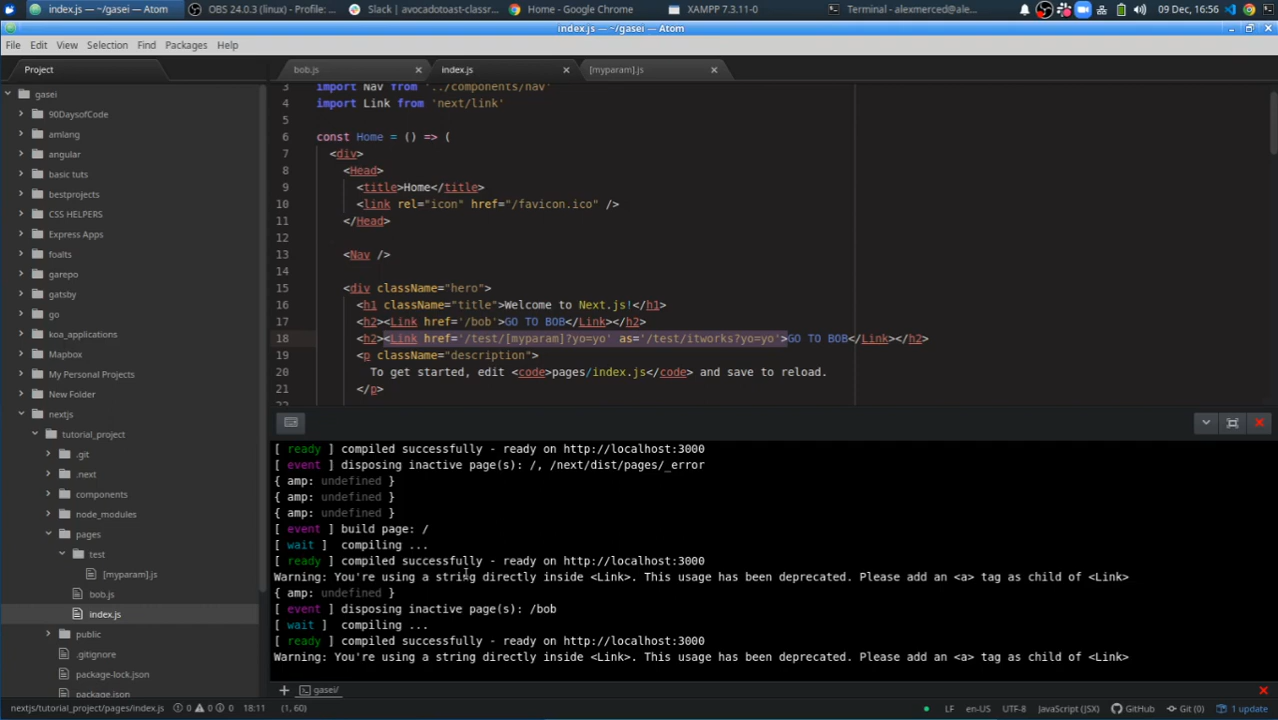 index.js — ~/gasei — Atom
OBS 24.0.3 (linux) - Profile: ...
Slack | avocadotoast-classr...
Home - Google Chrome
XAMPP 7.3.11-0
Terminal - alexmerced@ale...
09 Dec, 16:56
index.js — ~/gasei — Atom
File Edit View Selection Find Packages Help
Project
bob.js
index.js
[myparam].js
gasei
90DaysofCode
amlang
angular
basic tuts
bestprojects
CSS HELPERS
Express Apps
foalts
garepo
gatsby
go
koa_applications
Mapbox
My Personal Projects
New Folder
nextjs
tutorial_project
.git
.next
components
node_modules
pages
test
[myparam].js
bob.js
index.js
public
.gitignore
package-lock.json
package.json
3 import Nav from '../components/nav'
4 import Link from 'next/link'
5
6 const Home = () => (
7 <div>
8 <Head>
9 <title>Home</title>
10 <link rel="icon" href="/favicon.ico" />
11 </Head>
12
13 <Nav />
14
15 <div className="hero">
16 <h1 className="title">Welcome to Next.js!</h1>
17 <h2><Link href='/bob'>GO TO BOB</Link></h2>
18 <h2><Link href='/test/[myparam]?yo=yo' as='/test/itworks?yo=yo'>GO TO BOB</Link></h2>
19 <p className="description">
20 To get started, edit <code>pages/index.js</code> and save to reload.
21 </p>
22
[ ready ] compiled successfully - ready on http://localhost:3000
[ event ] disposing inactive page(s): /, /next/dist/pages/_error
{ amp: undefined }
{ amp: undefined }
{ amp: undefined }
[ event ] build page: /
[ wait ] compiling ...
[ ready ] compiled successfully - ready on http://localhost:3000
Warning: You're using a string directly inside <Link>. This usage has been deprecated. Please add an <a> tag as child of <Link>
{ amp: undefined }
[ event ] disposing inactive page(s): /bob
[ wait ] compiling ...
[ ready ] compiled successfully - ready on http://localhost:3000
Warning: You're using a string directly inside <Link>. This usage has been deprecated. Please add an <a> tag as child of <Link>
gasei/
nextjs/tutorial_project/pages/index.js 0 0 0 18:11 (1, 60) LF en-US UTF-8 JavaScript (JSX) GitHub Git (0) 1 update